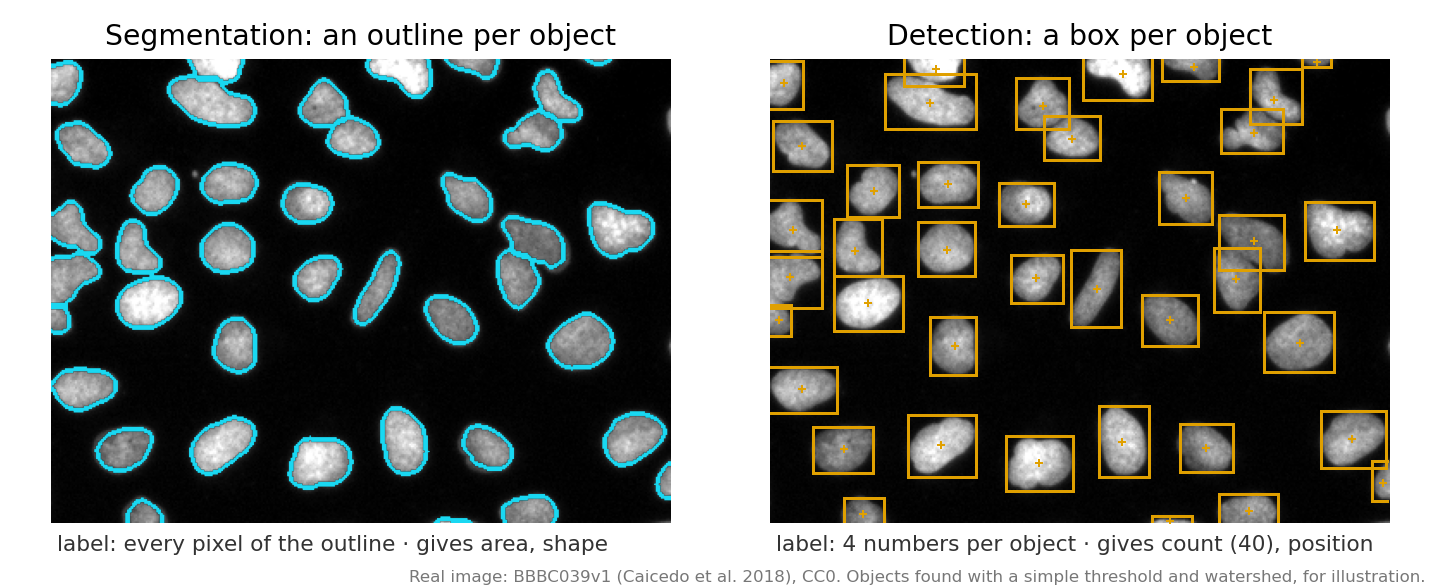 Segmentation: an outline per object
Detection: a box per object
label: every pixel of the outline · gives area, shape
label: 4 numbers per object · gives count (40), position
Real image: BBBC039v1 (Caicedo et al. 2018), CC0. Objects found with a simple threshold and watershed, for illustration.